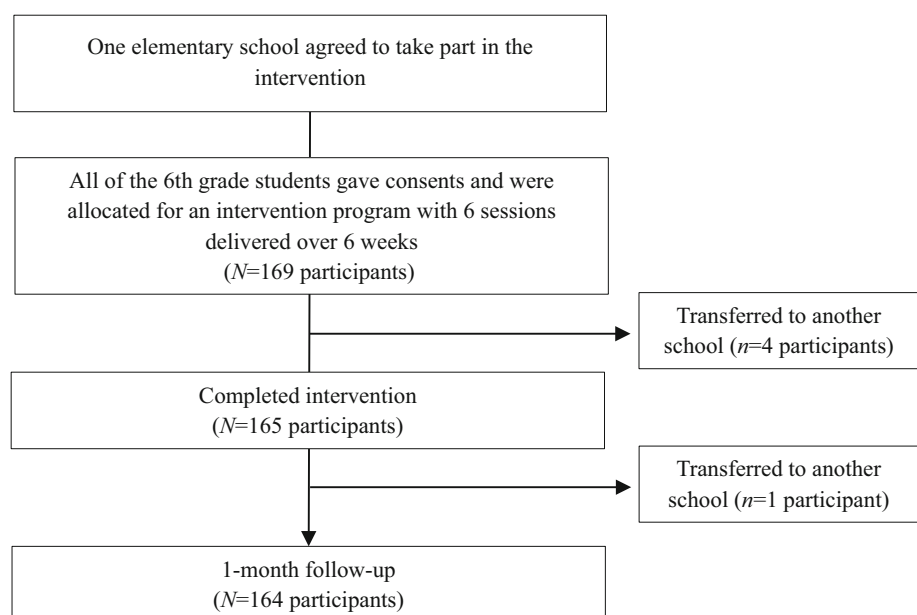 One elementary school agreed to take part in the
intervention
All of the 6th grade students gave consents and were
allocated for an intervention program with 6 sessions
delivered over 6 weeks
(N=169 participants)
Transferred to another
school (n=4 participants)
Completed intervention
(N=165 participants)
Transferred to another
school (n=1 participant)
1-month follow-up
(N=164 participants)